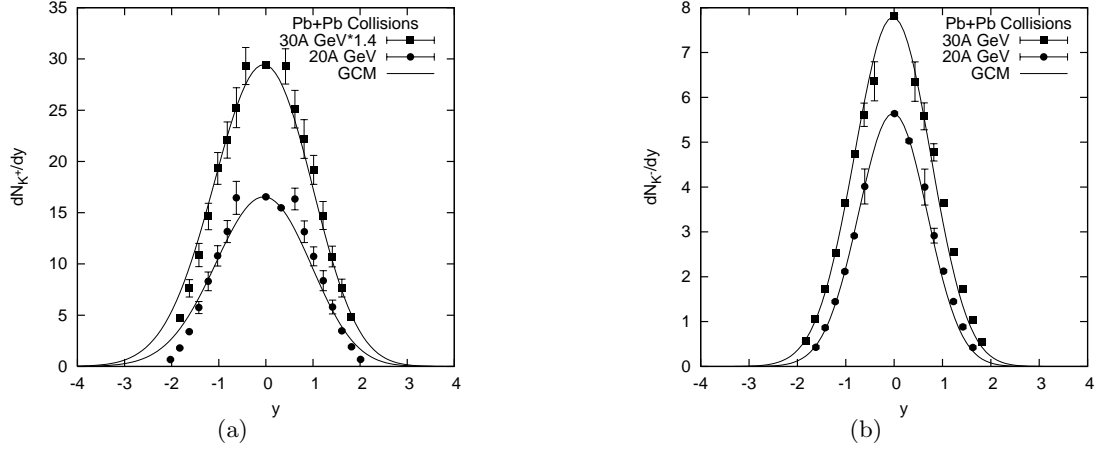 Pb+Pb Collisions
30A GeV*1.4
20A GeV
GCM
35
30
25
20
15
10
5
0
dN_K+/dy
-4 -3 -2 -1 0 1 2 3 4
y
(a)
Pb+Pb Collisions
30A GeV
20A GeV
GCM
8
7
6
5
4
3
2
1
0
dN_K-/dy
-4 -3 -2 -1 0 1 2 3 4
y
(b)